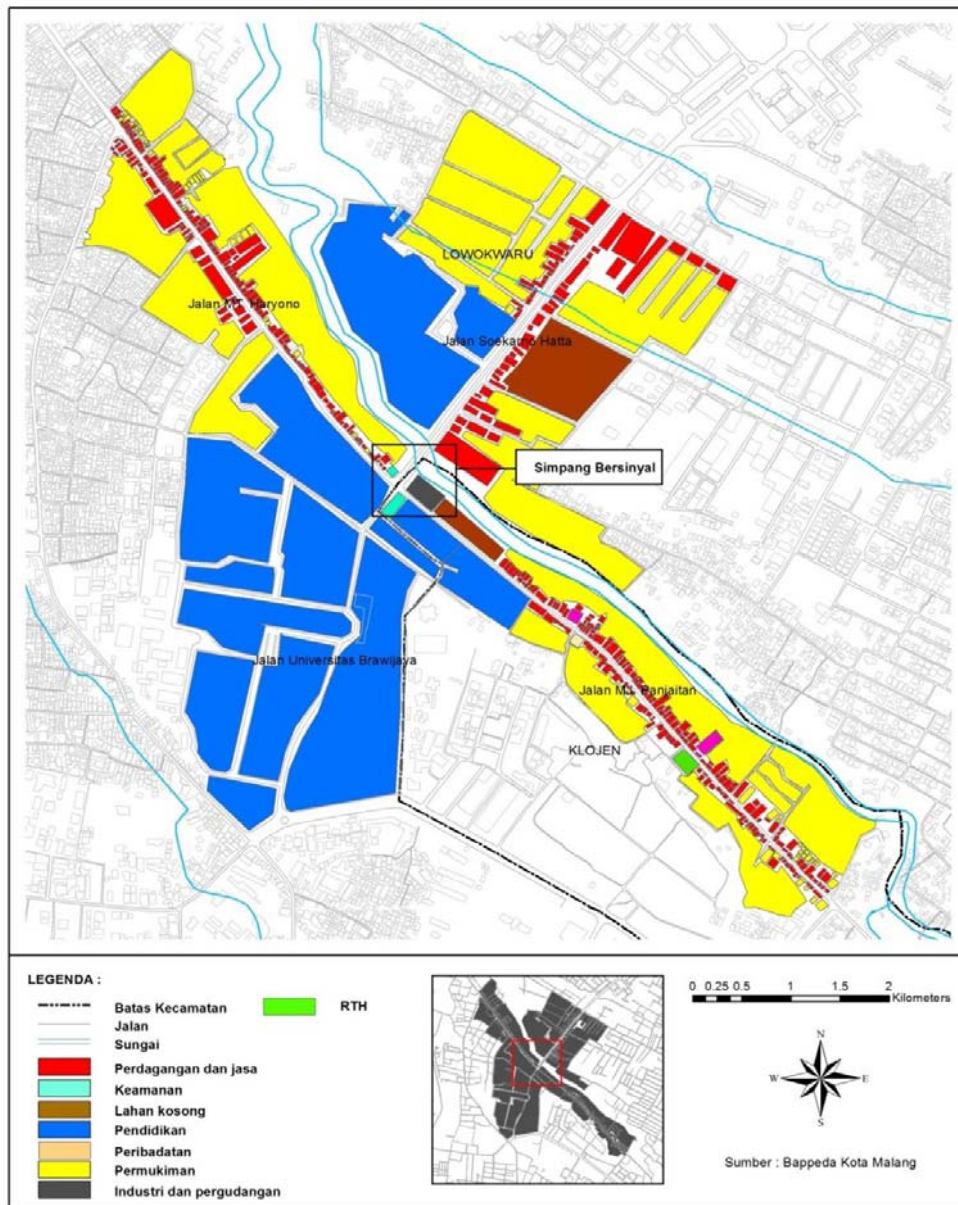 LOWOKWARU
Jalan MT. Haryono
Jalan Soekarno Hatta
Simpang Bersinyal
Jalan Universitas Brawijaya
Jalan M.I. Panjaitan
KLOJEN
LEGENDA :
Batas Kecamatan
Jalan
Sungai
Perdagangan dan jasa
Keamanan
Lahan kosong
Pendidikan
Peribadatan
Permukiman
Industri dan pergudangan
RTH
0 0.25 0.5 1 1.5 2
Kilometers
N
W E
S
Sumber : Bappeda Kota Malang